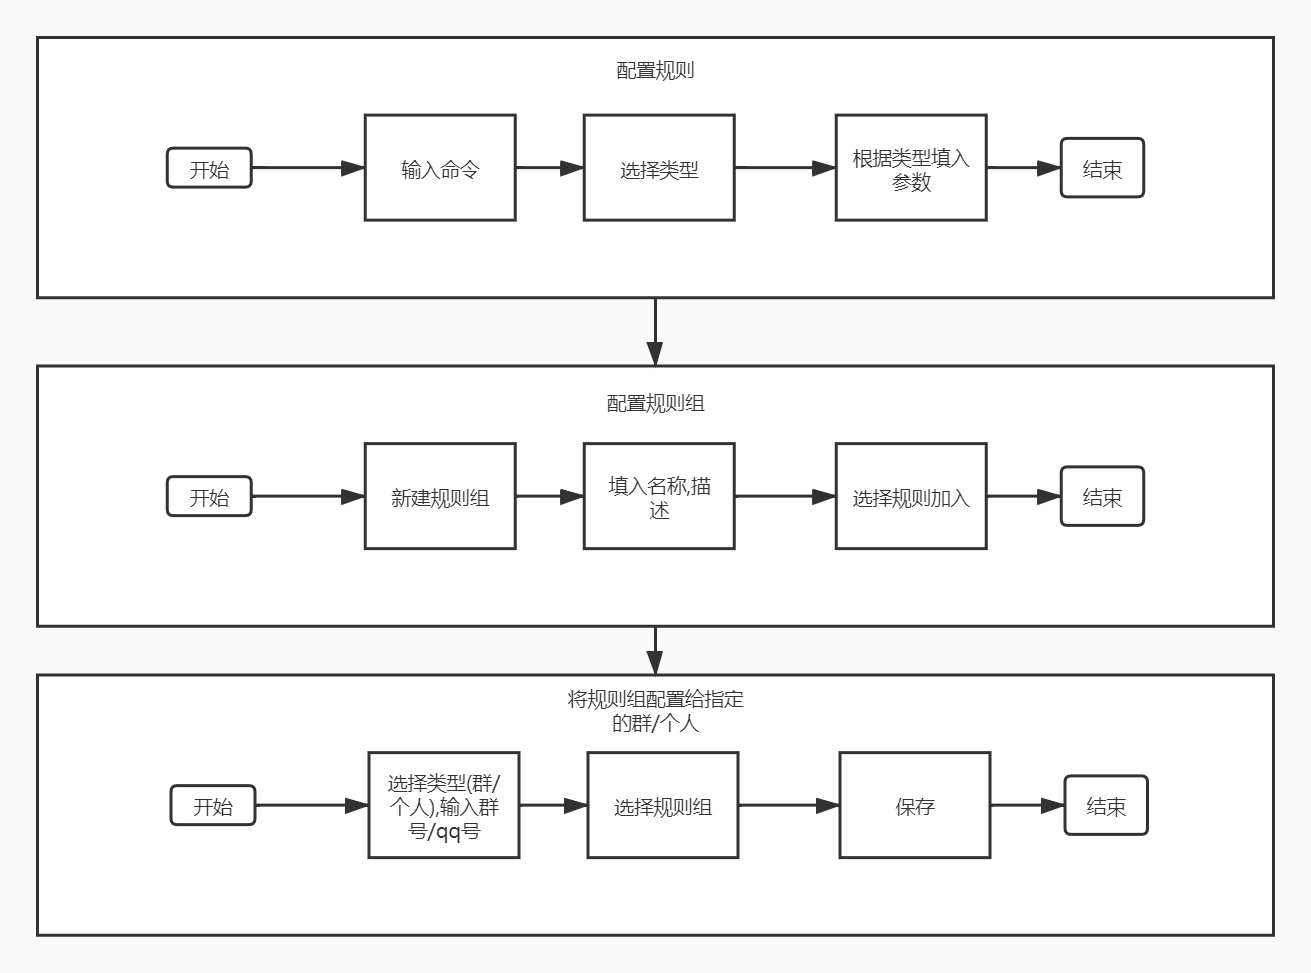 配置规则
开始
输入命令
选择类型
根据类型填入
参数
结束
配置规则组
开始
新建规则组
填入名称,描
述
选择规则加入
结束
将规则组配置给指定
的群/个人
开始
选择类型(群/
个人),输入群
号/qq号
选择规则组
保存
结束